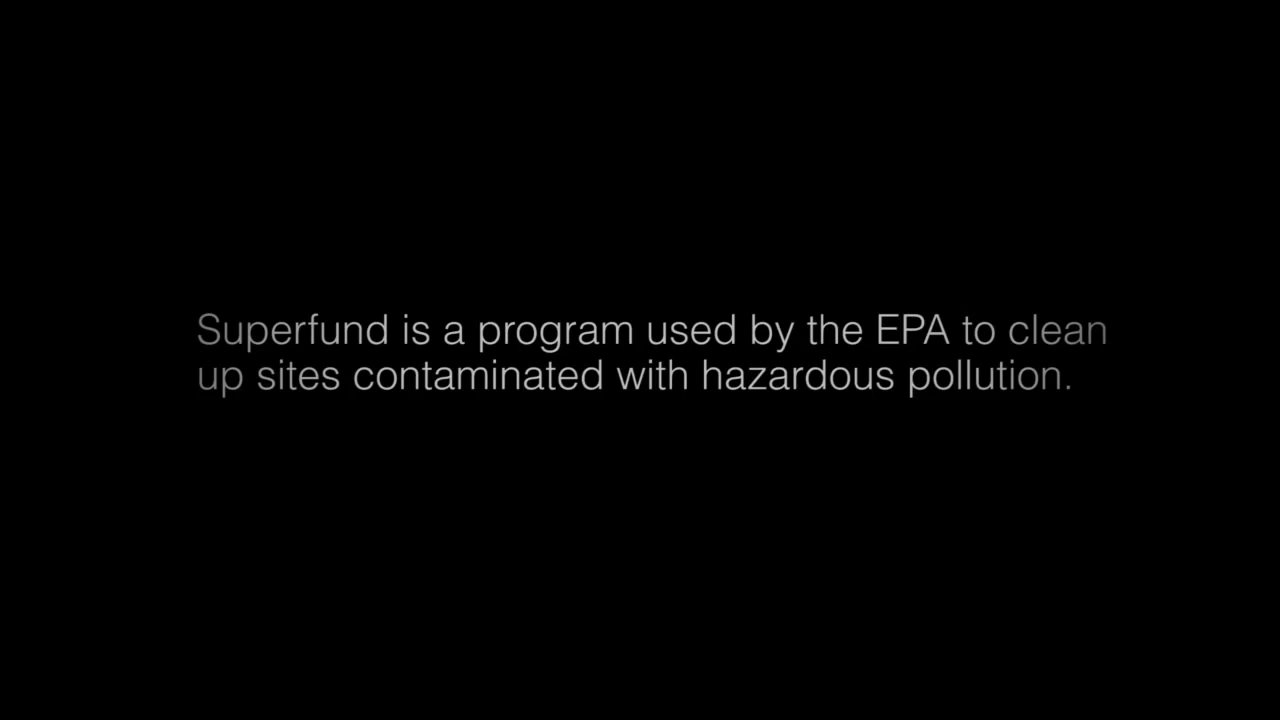 Superfund is a program used by the EPA to clean
up sites contaminated with hazardous pollution.